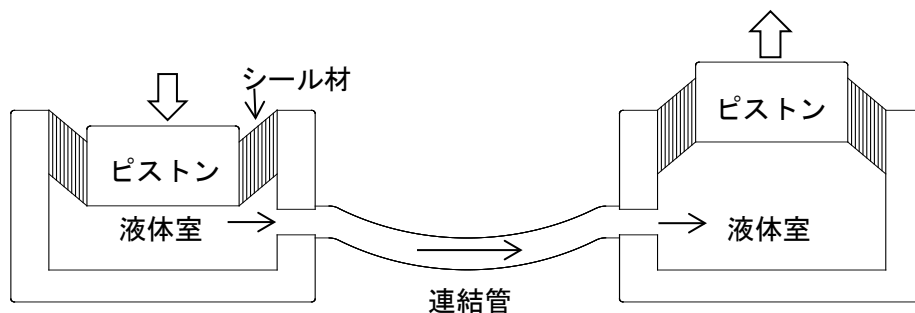 シール材
ピストン
ピストン
液体室
液体室
連結管